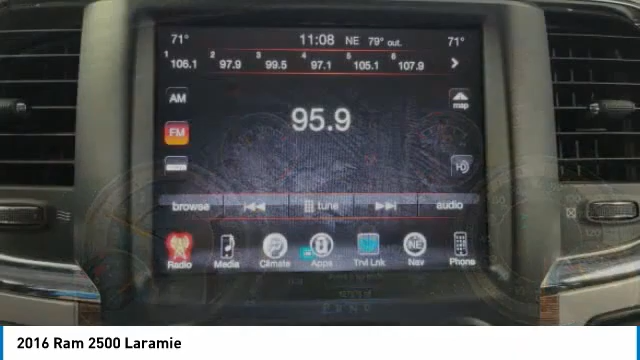 71° 11:08 NE 79° out. 71°
1 106.1 2 97.9 3 99.5 4 97.1 5 105.1 6 107.9
AM
95.9
map
FM
browse tune audio
Radio Media Climate Apps Trvl Lnk Nav Phone
2016 Ram 2500 Laramie